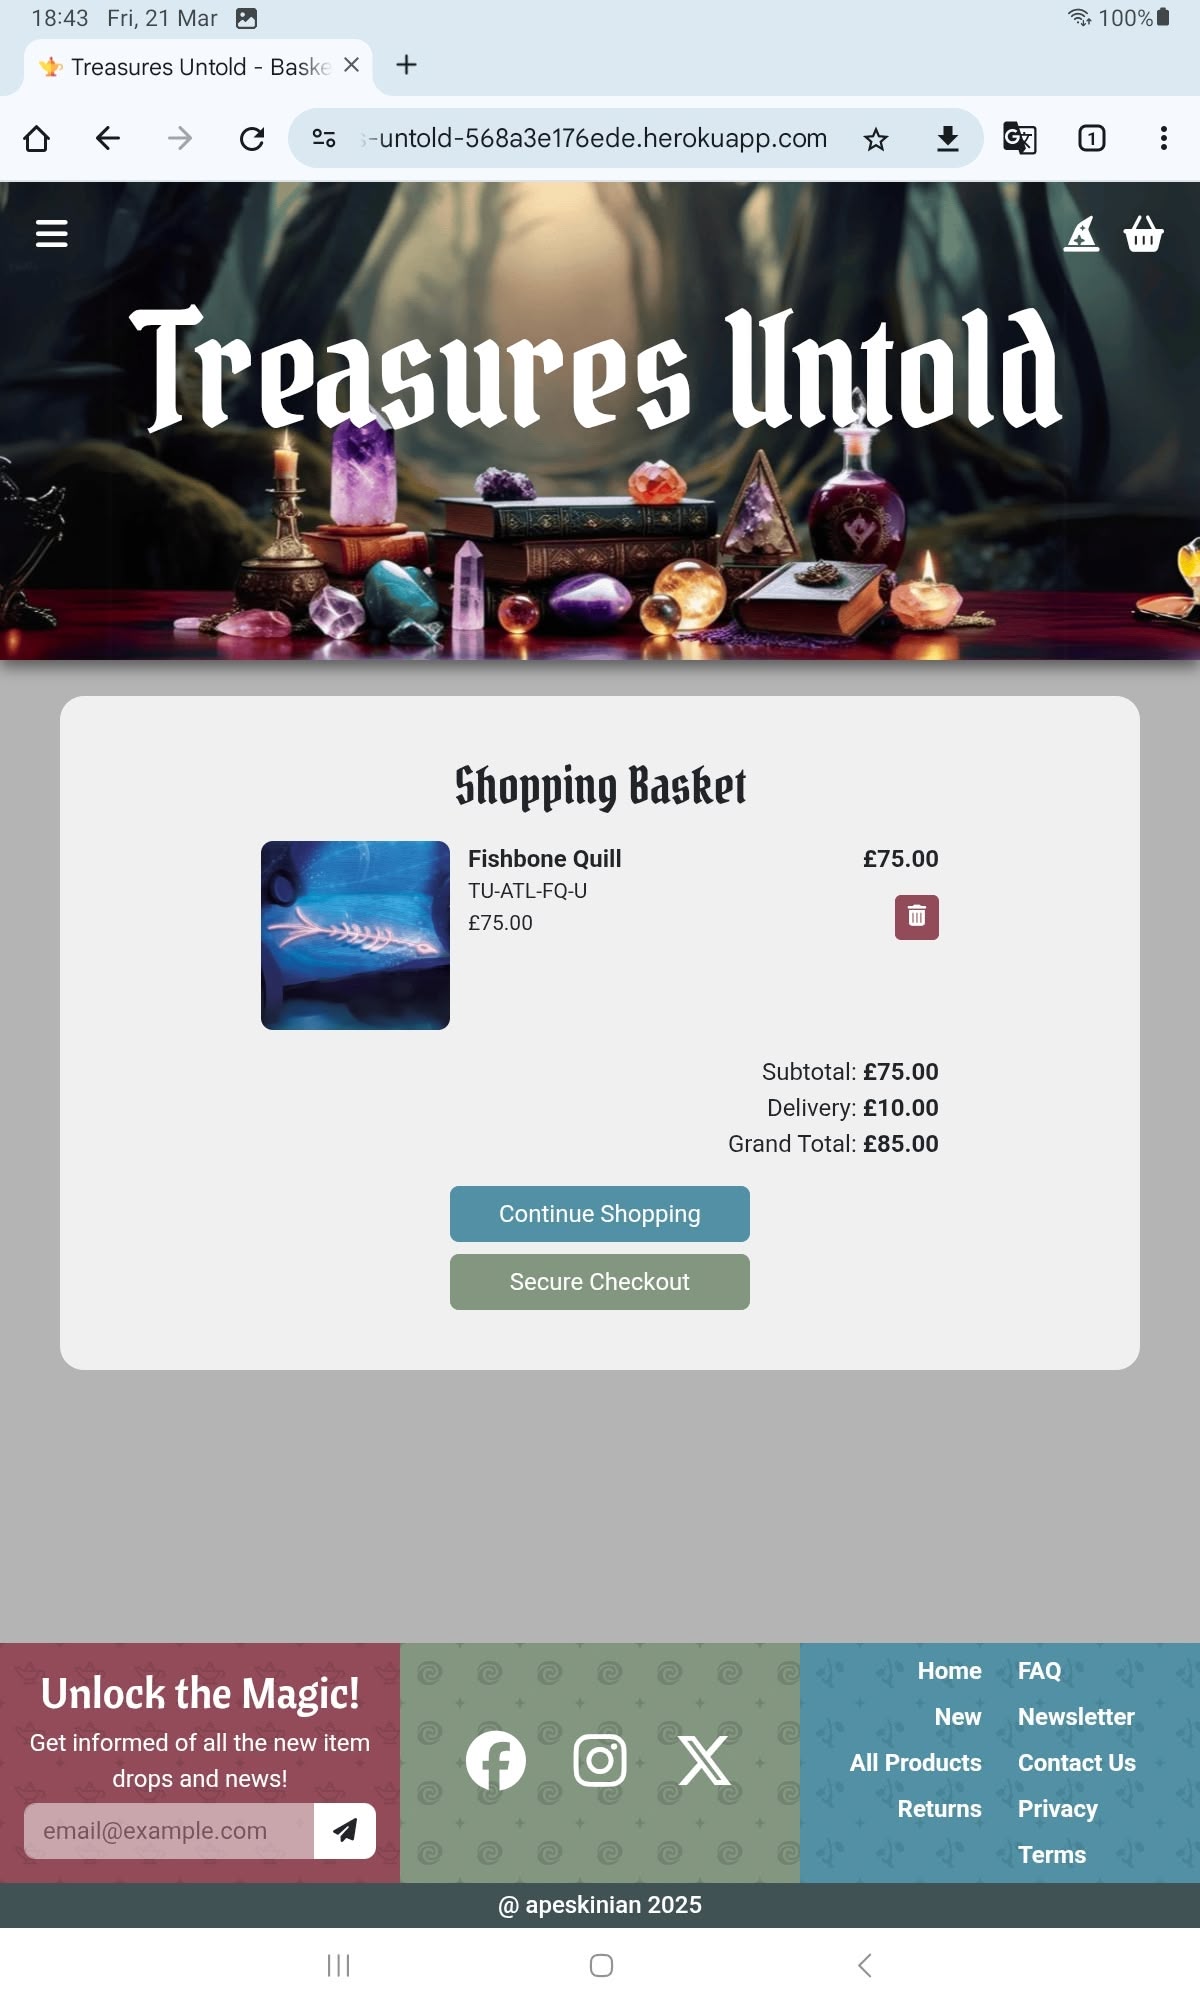 18:43 Fri, 21 Mar 100%
Treasures Untold - Baske
-untold-568a3e176ede.herokuapp.com
1
Treasures Untold
Shopping Basket
Fishbone Quill £75.00
TU-ATL-FQ-U
£75.00
Subtotal: £75.00
Delivery: £10.00
Grand Total: £85.00
Continue Shopping
Secure Checkout
Unlock the Magic!
Get informed of all the new item
drops and news!
email@example.com
Home FAQ
New Newsletter
All Products Contact Us
Returns Privacy
Terms
@ apeskinian 2025